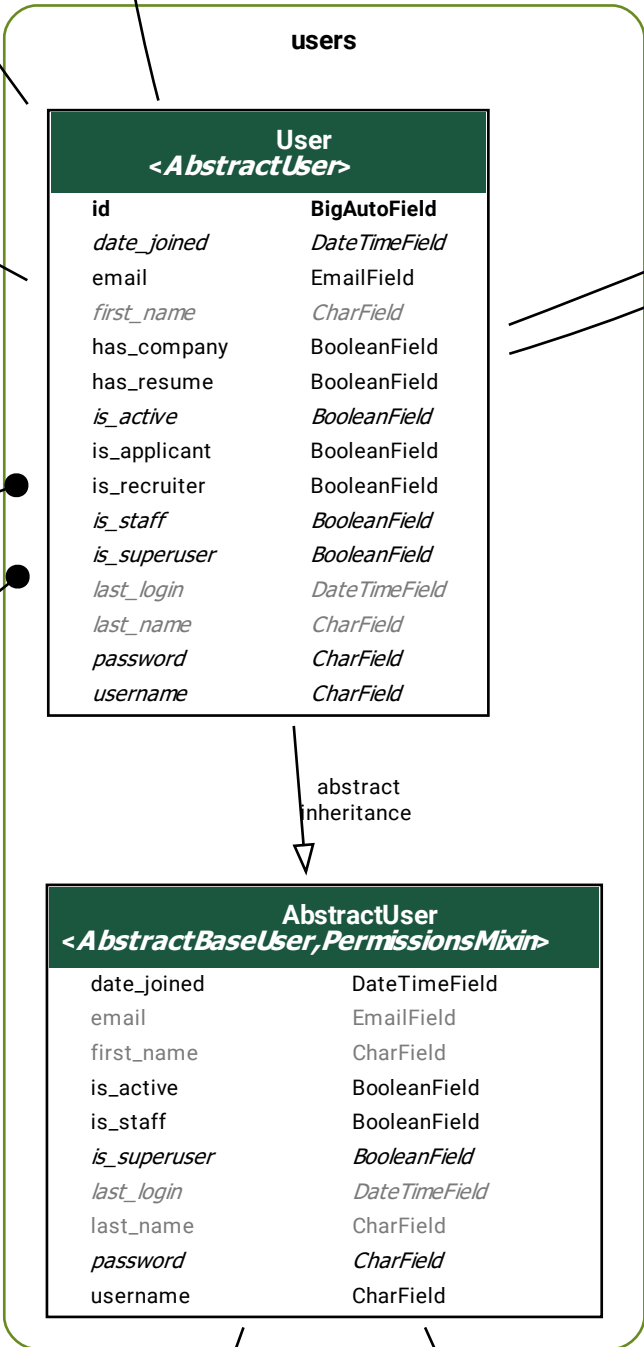 users
User
<AbstractUser>
id BigAutoField
date_joined DateTimeField
email EmailField
first_name CharField
has_company BooleanField
has_resume BooleanField
is_active BooleanField
is_applicant BooleanField
is_recruiter BooleanField
is_staff BooleanField
is_superuser BooleanField
last_login DateTimeField
last_name CharField
password CharField
username CharField
abstract
inheritance
AbstractUser
<AbstractBaseUser,PermissionsMixin>
date_joined DateTimeField
email EmailField
first_name CharField
is_active BooleanField
is_staff BooleanField
is_superuser BooleanField
last_login DateTimeField
last_name CharField
password CharField
username CharField